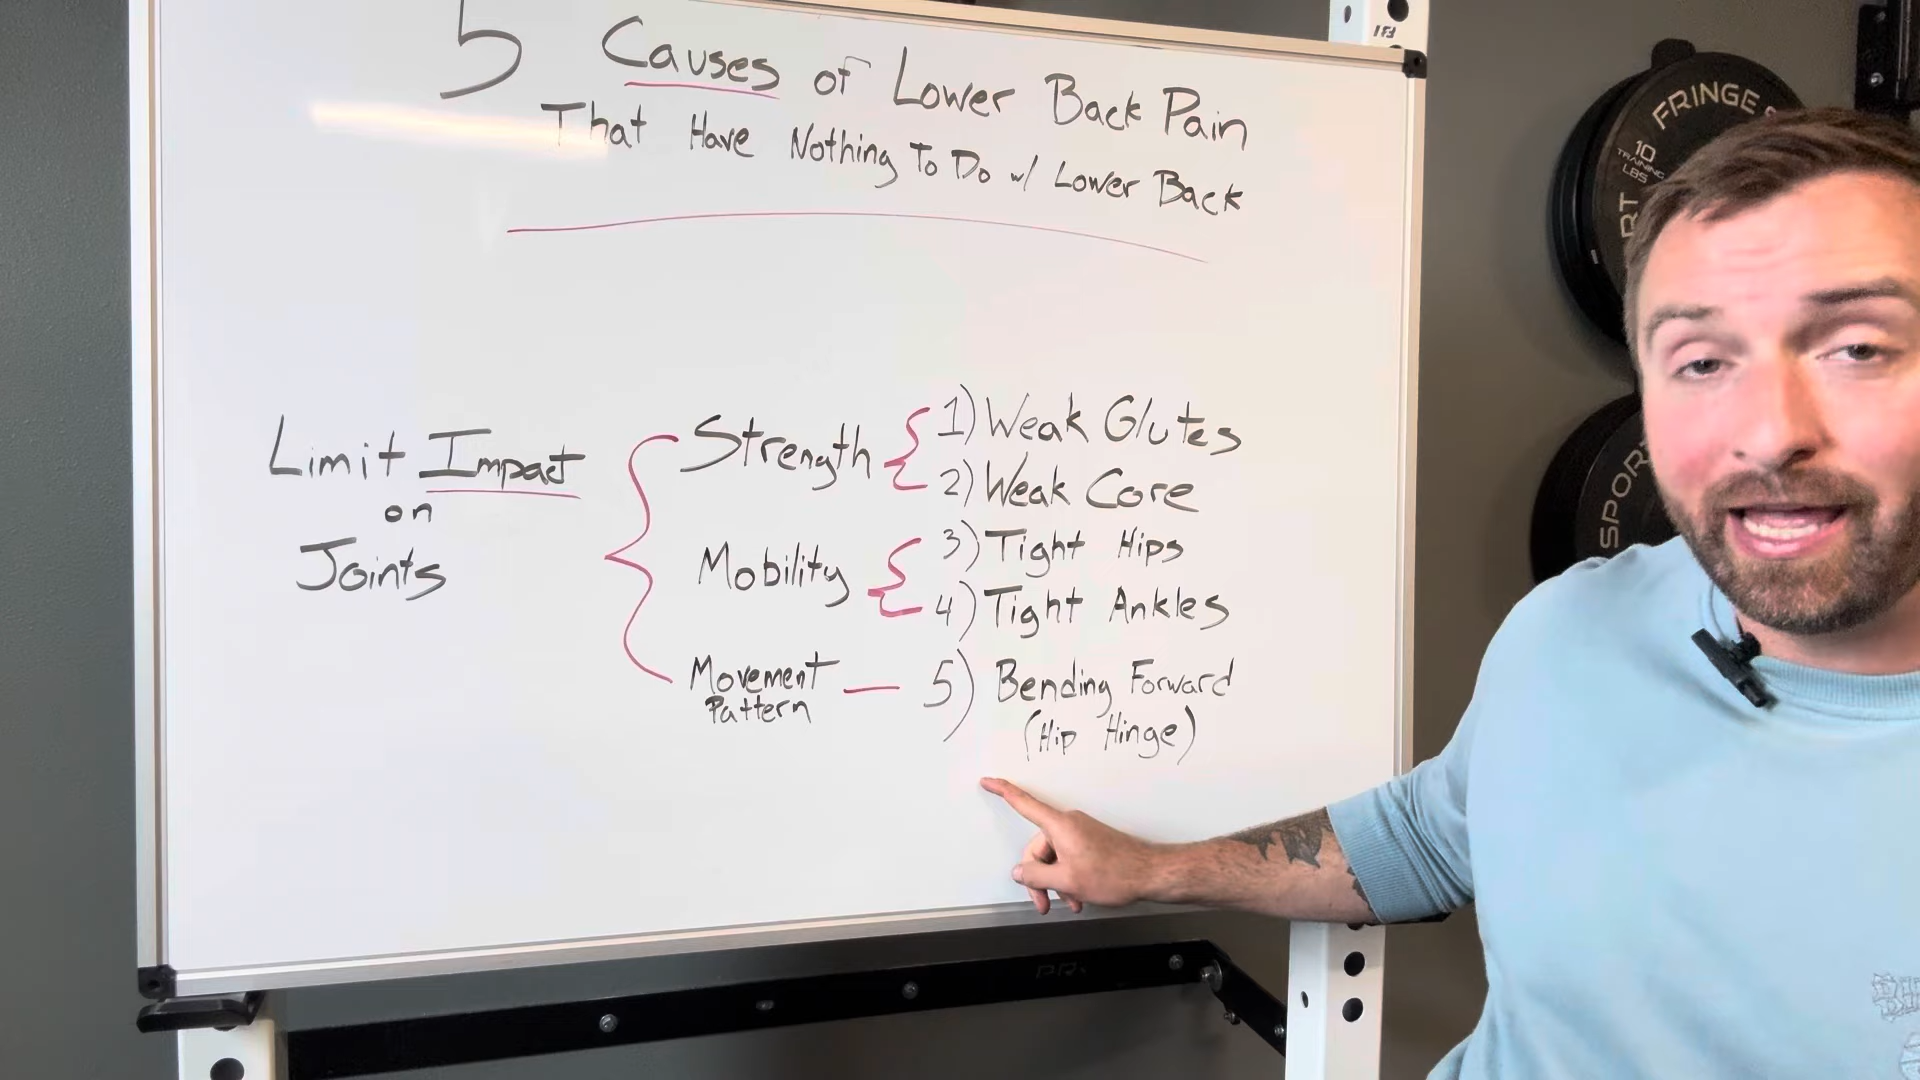 5 Causes of Lower Back Pain
That Have Nothing To Do w/ Lower Back
Limit Impact
on
Joints
Strength
1) Weak Glutes
2) Weak Core
Mobility
3) Tight Hips
4) Tight Ankles
Movement
Pattern
5) Bending Forward
(Hip Hinge)
FRINGE
10
TRAINING
LBS
SPORT
PRx